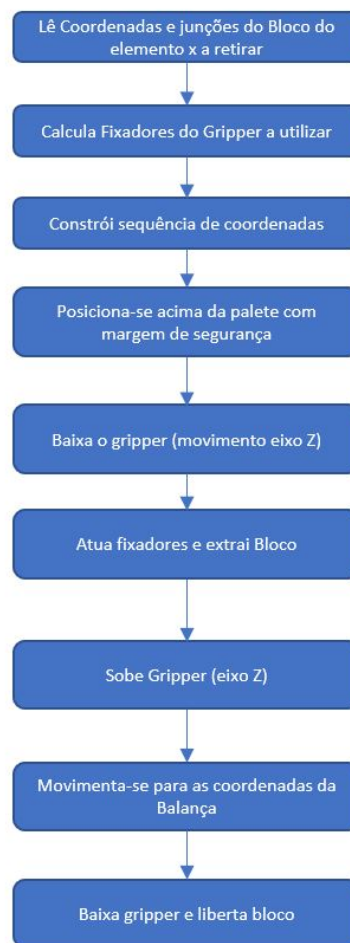 Lê Coordenadas e junções do Bloco do
elemento x a retirar
Calcula Fixadores do Gripper a utilizar
Constrói sequência de coordenadas
Posiciona-se acima da palete com
margem de segurança
Baixa o gripper (movimento eixo Z)
Atua fixadores e extrai Bloco
Sobe Gripper (eixo Z)
Movimenta-se para as coordenadas da
Balança
Baixa gripper e liberta bloco